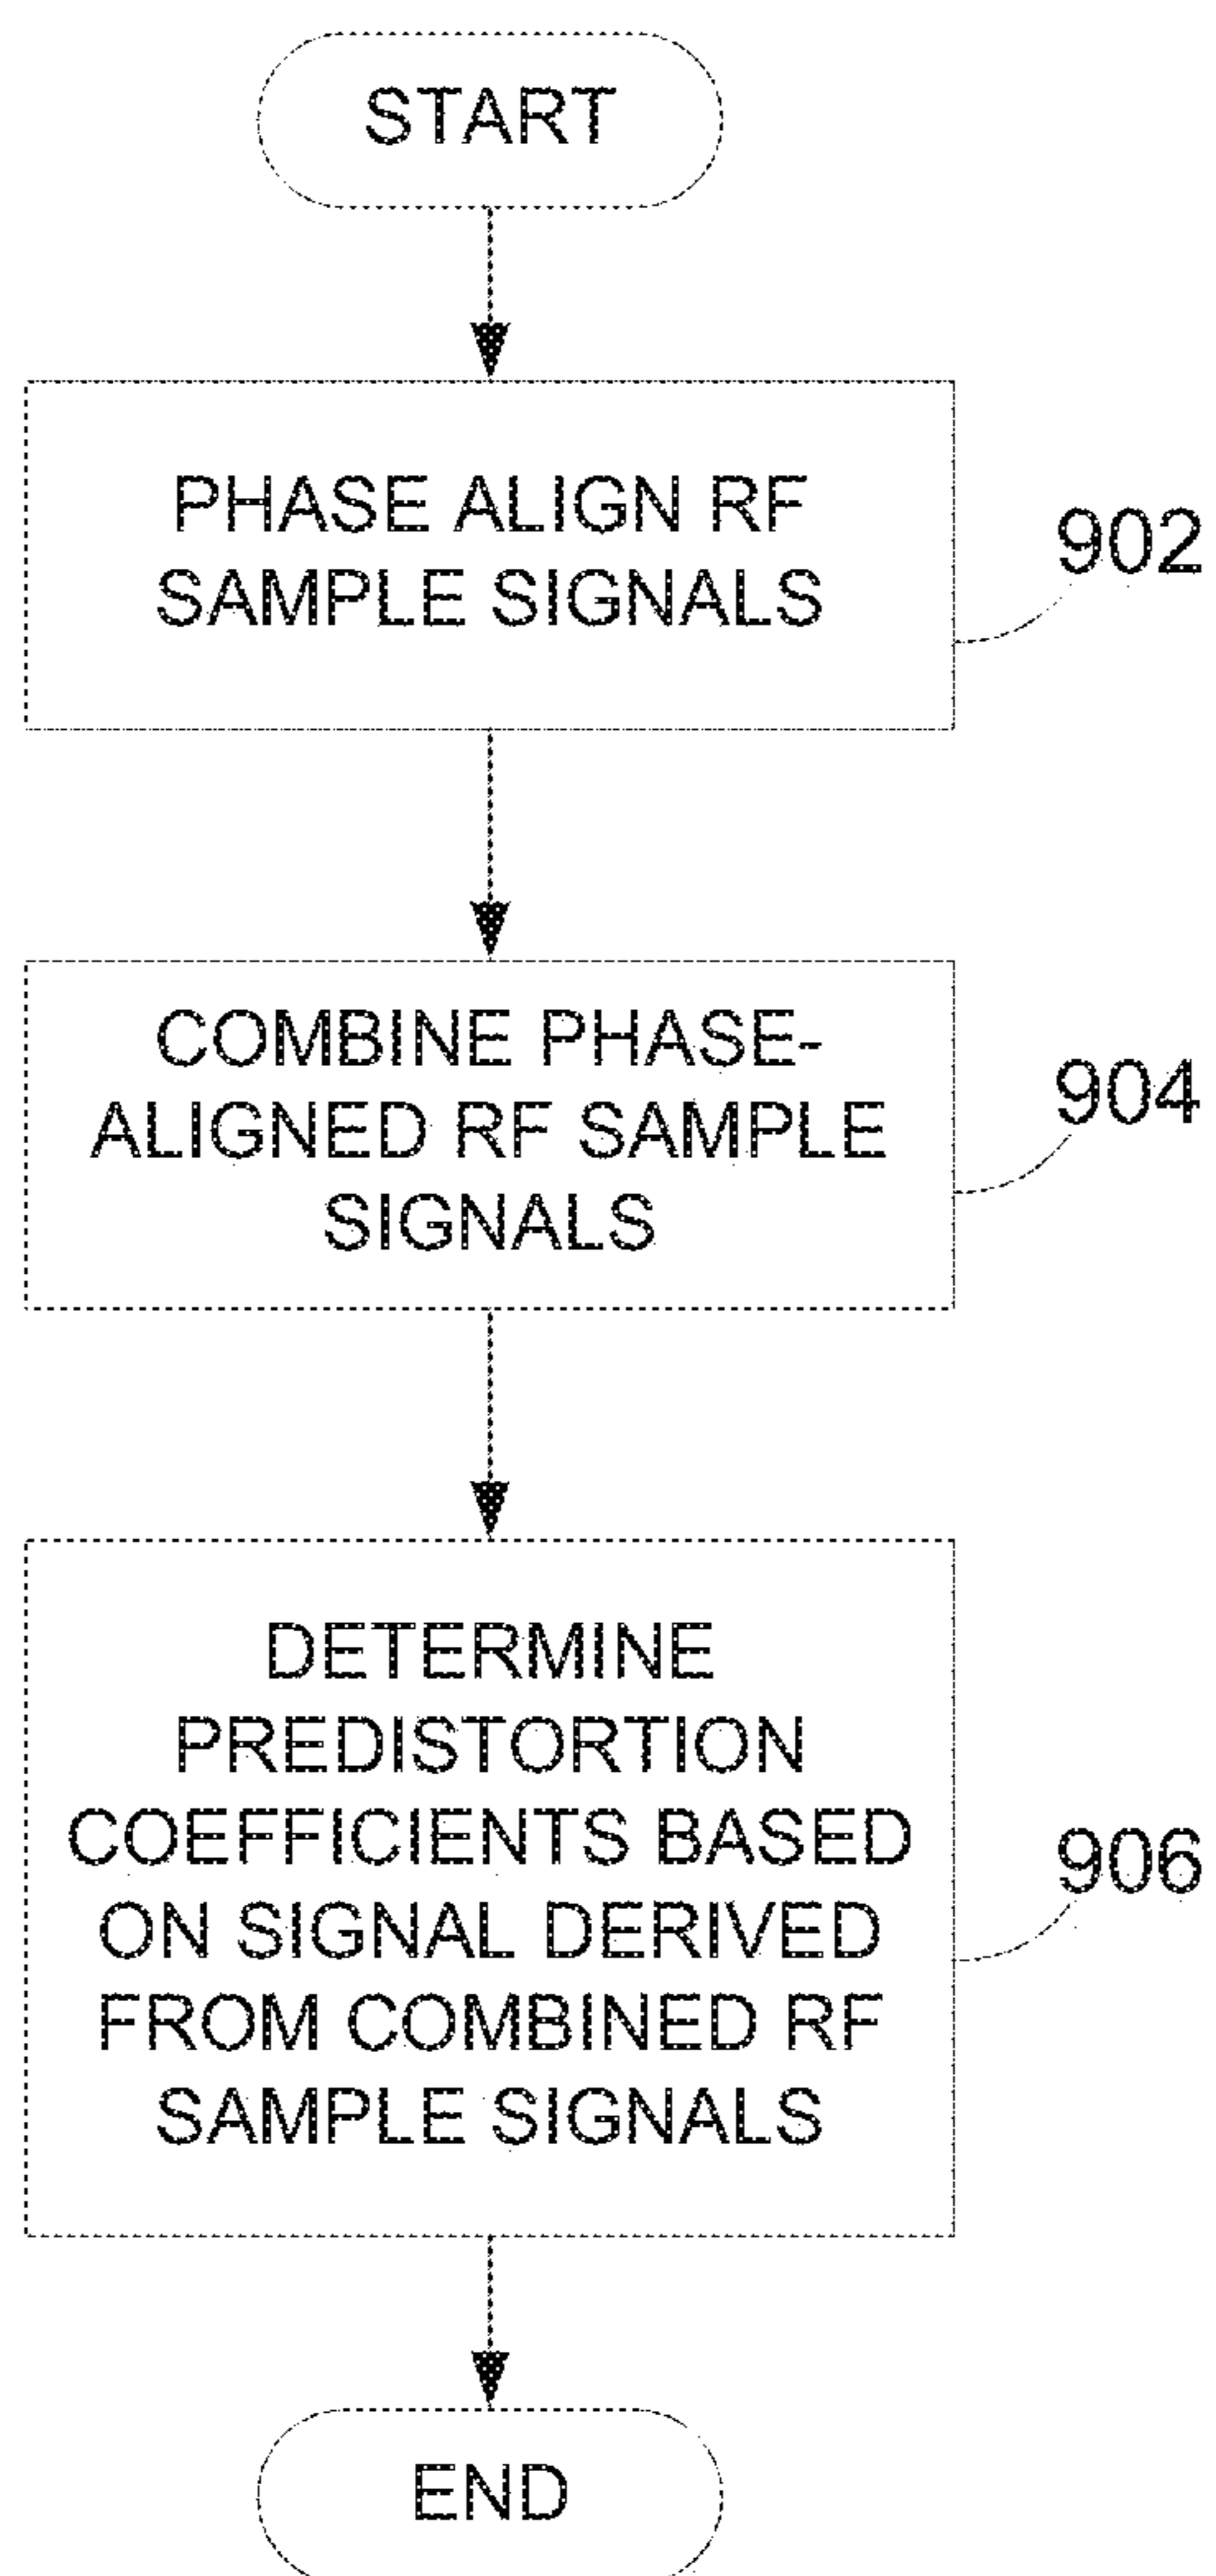 START
PHASE ALIGN RF
SAMPLE SIGNALS
902
COMBINE PHASE-
ALIGNED RF SAMPLE
SIGNALS
904
DETERMINE
PREDISTORTION
COEFFICIENTS BASED
ON SIGNAL DERIVED
FROM COMBINED RF
SAMPLE SIGNALS
906
END